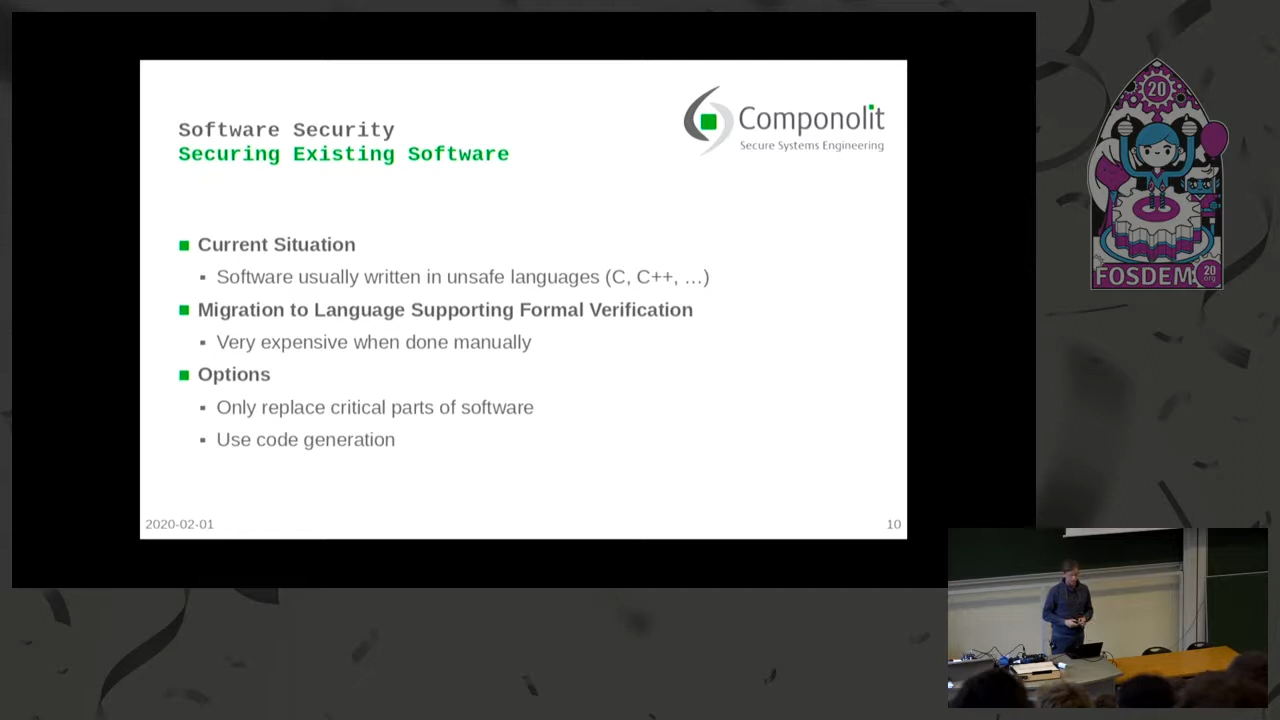 Software Security
Securing Existing Software
Componolit
Secure Systems Engineering
Current Situation
Software usually written in unsafe languages (C, C++, …)
Migration to Language Supporting Formal Verification
Very expensive when done manually
Options
Only replace critical parts of software
Use code generation
2020-02-01
10
20
FOSDEM
20
org